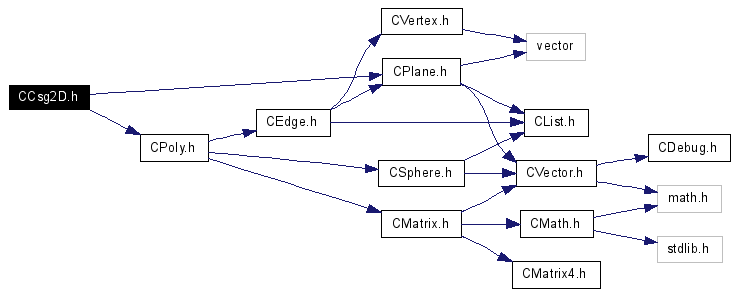 CVertex.h
vector
CPlane.h
CCsg2D.h
CEdge.h
CList.h
CPoly.h
CDebug.h
CSphere.h
CVector.h
math.h
CMatrix.h
CMath.h
stdlib.h
CMatrix4.h